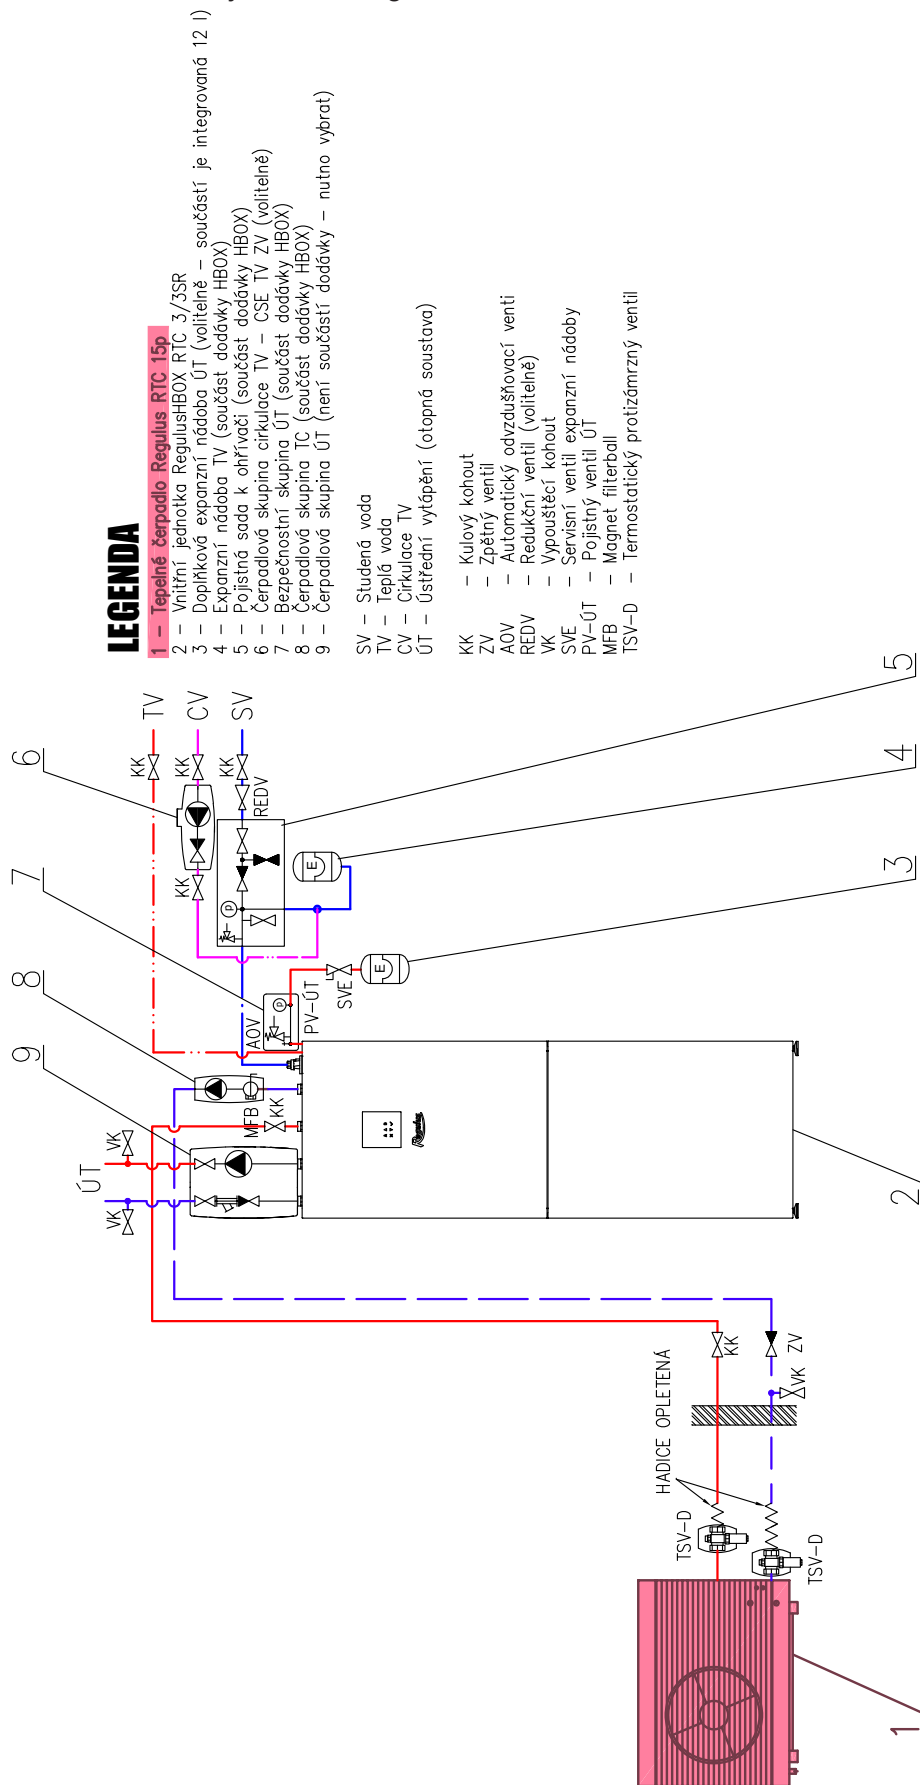 LEGENDA
1 – Tepelné čerpadlo Regulus RTC 15p
2 – Vnitřní jednotka RegulusHBOX RTC 3/3SR
3 – Doplňková expanzní nádoba ÚT (volitelně – součástí je integrovaná 12 l)
4 – Expanzní nádoba TV (součást dodávky HBOX)
5 – Pojistná sada k ohřívači (součást dodávky HBOX)
6 – Čerpadlová skupina cirkulace TV – CSE TV ZV (volitelně)
7 – Bezpečnostní skupina ÚT (součást dodávky HBOX)
8 – Čerpadlová skupina TC (součást dodávky HBOX)
9 – Čerpadlová skupina ÚT (není součástí dodávky – nutno vybrat)
SV – Studená voda
TV – Teplá voda
CV – Cirkulace TV
ÚT – Ústřední vytápění (otopná soustava)
KK – Kulový kohout
ZV – Zpětný ventil
AOV – Automatický odvzdušňovací venti
REDV – Redukční ventil (volitelně)
VK – Vypouštěcí kohout
SVE – Servisní ventil expanzní nádoby
PV–ÚT – Pojistný ventil ÚT
MFB – Magnet filterball
TSV–D – Termostatický protizámrzný ventil
9
8
7
6
ÚT
VK
VK
MFB
KK
AOV
PV–ÚT
SVE
E
P
KK
KK
KK
KK
TV
CV
SV
REDV
P
E
3
4
5
Regulus
2
KK
ZV
VK
HADICE OPLETENÁ
TSV–D
TSV–D
1